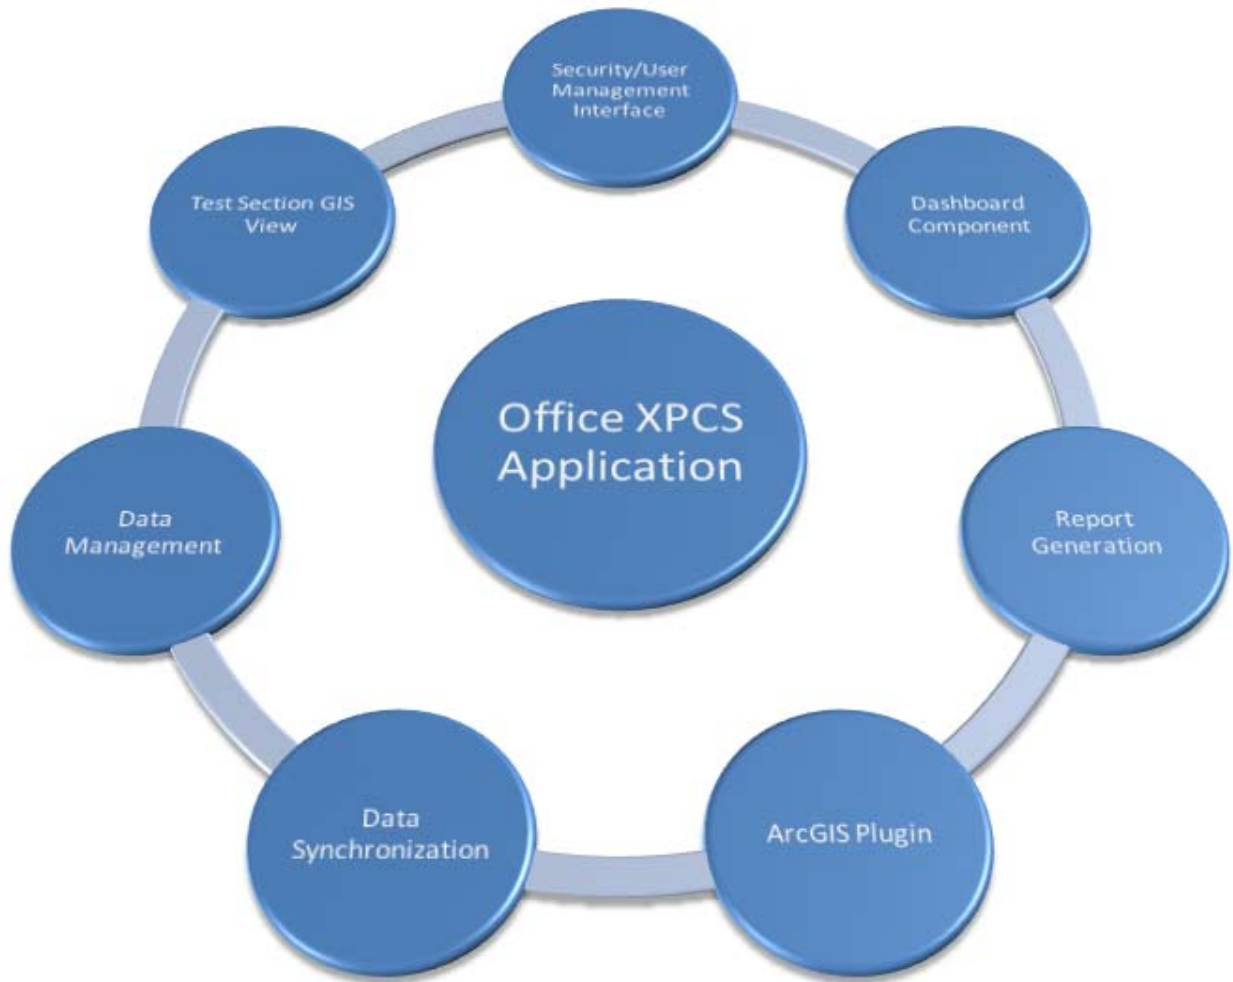 Security/User
Management
Interface
Test Section GIS
View
Dashboard
Component
Office XPCS
Application
Data
Management
Report
Generation
Data
Synchronization
ArcGIS Plugin